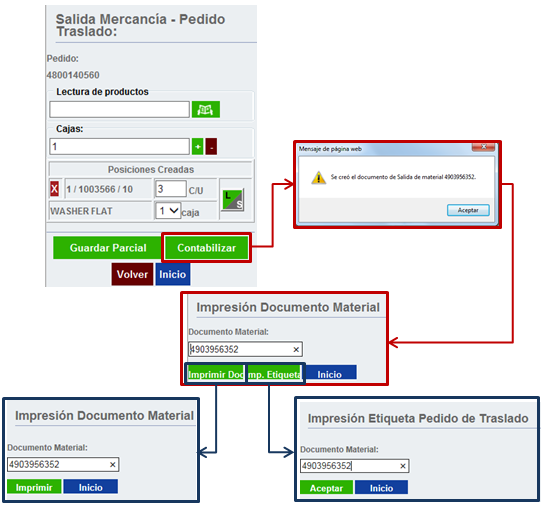 Salida Mercancía - Pedido
Traslado:
Pedido:
4800140560
Lectura de productos
Cajas:
1
+
-
Posiciones Creadas
X
1 / 1003566 / 10
3
C/U
L
S
WASHER FLAT
1
caja
Guardar Parcial
Contabilizar
Volver
Inicio
Mensaje de página web
Se creó el documento de Salida de material 4903956352.
Aceptar
Impresión Documento Material
Documento Material:
4903956352
×
Imprimir Doc
mp. Etiqueta
Inicio
Impresión Documento Material
Documento Material:
4903956352
×
Imprimir
Inicio
Impresión Etiqueta Pedido de Traslado
Documento Material:
4903956352
×
Aceptar
Inicio